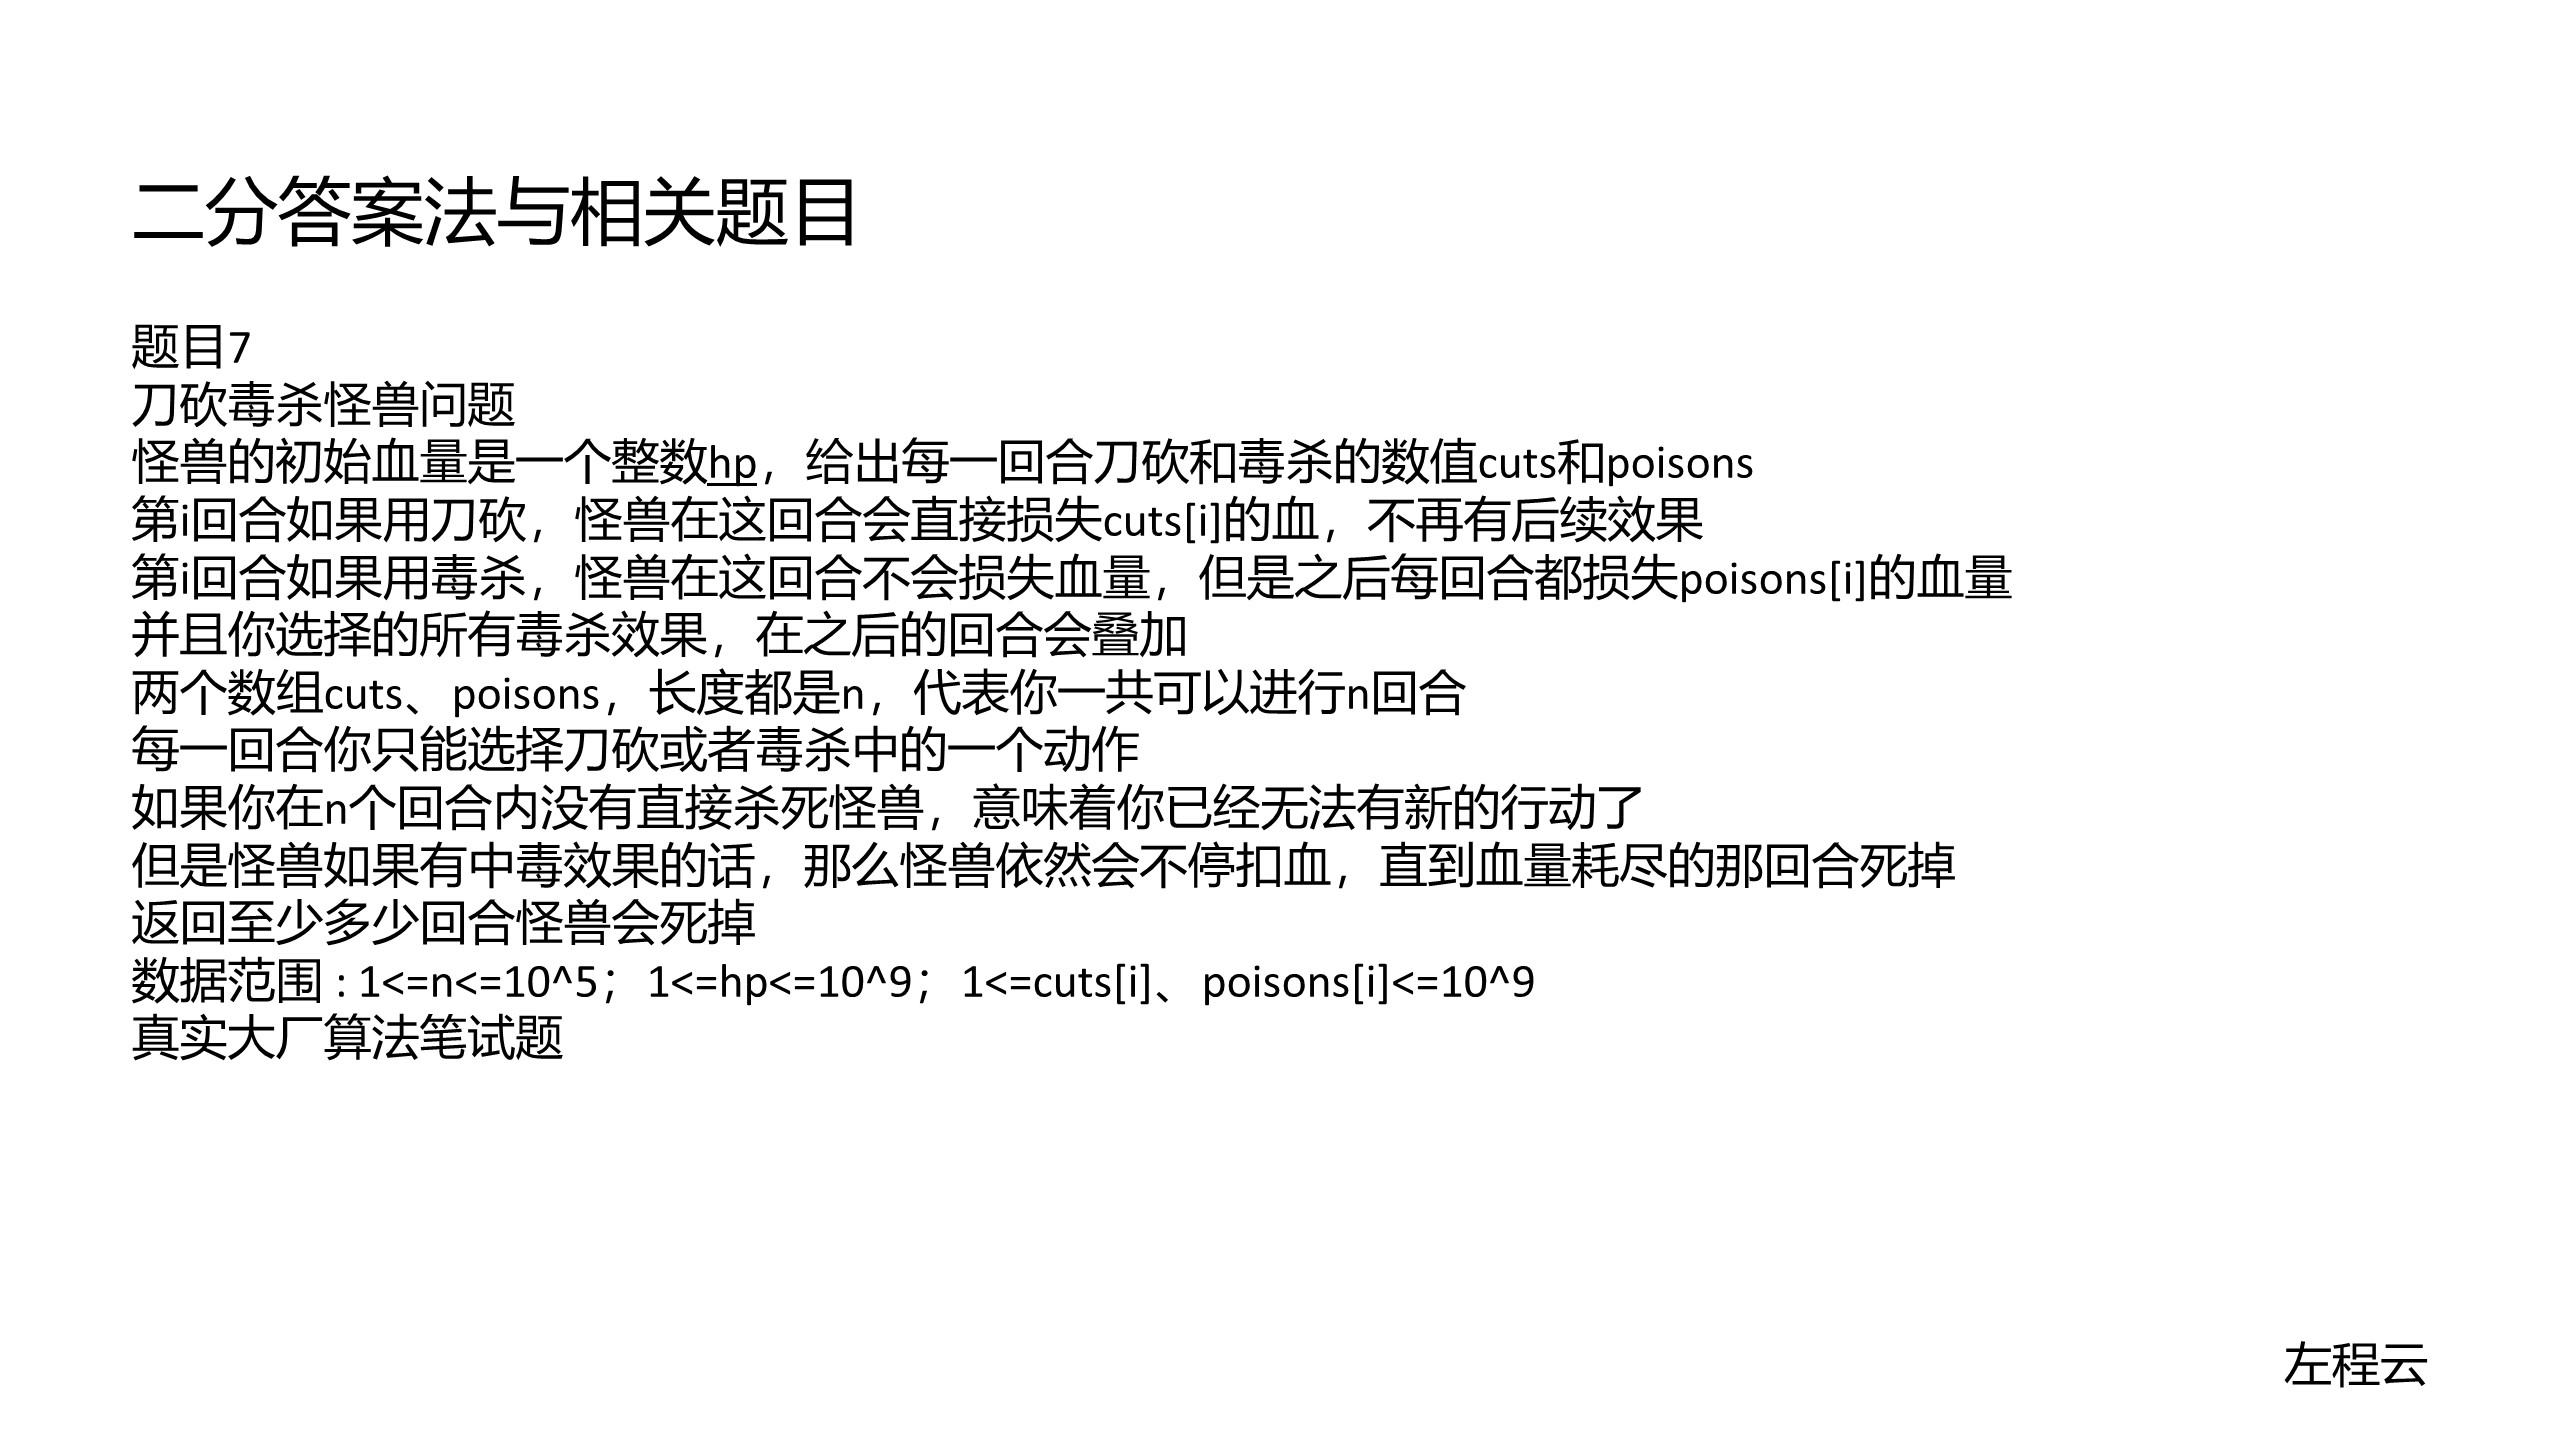 二分答案法与相关题目
题目7
刀砍毒杀怪兽问题
怪兽的初始血量是一个整数hp，给出每一回合刀砍和毒杀的数值cuts和poisons
第i回合如果用刀砍，怪兽在这回合会直接损失cuts[i]的血，不再有后续效果
第i回合如果用毒杀，怪兽在这回合不会损失血量，但是之后每回合都损失poisons[i]的血量
并且你选择的所有毒杀效果，在之后的回合会叠加
两个数组cuts、poisons，长度都是n，代表你一共可以进行n回合
每一回合你只能选择刀砍或者毒杀中的一个动作
如果你在n个回合内没有直接杀死怪兽，意味着你已经无法有新的行动了
但是怪兽如果有中毒效果的话，那么怪兽依然会不停扣血，直到血量耗尽的那回合死掉
返回至少多少回合怪兽会死掉
数据范围 : 1<=n<=10^5；1<=hp<=10^9；1<=cuts[i]、poisons[i]<=10^9
真实大厂算法笔试题
左程云